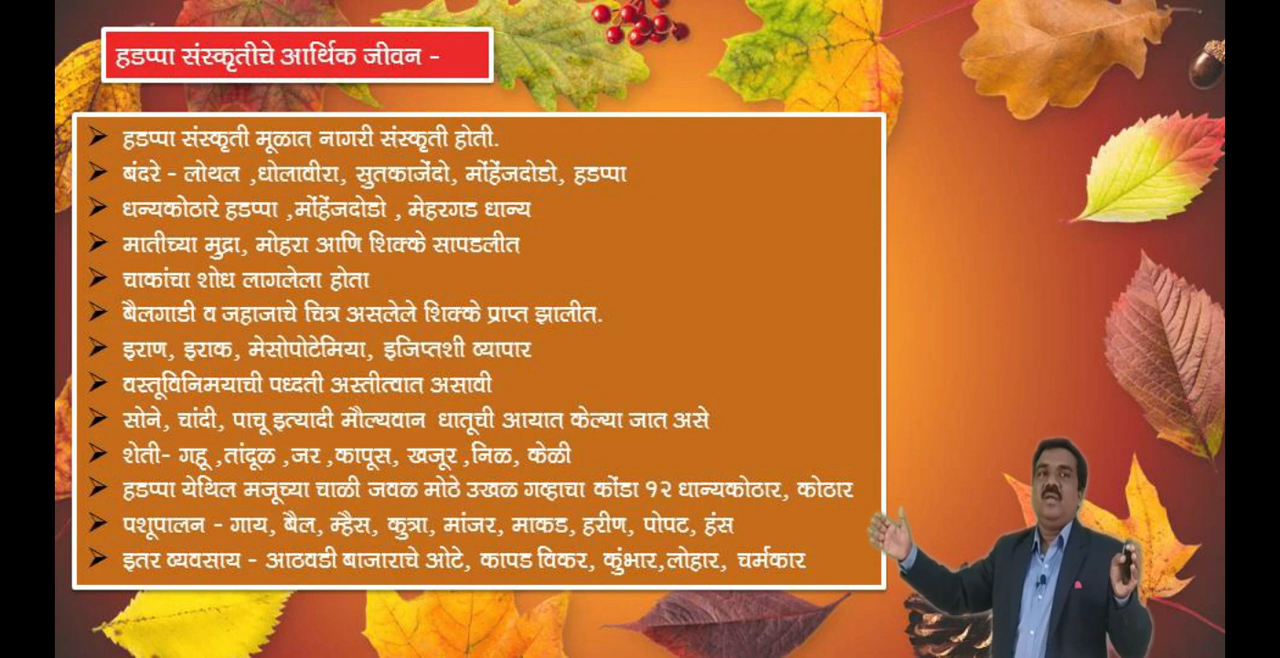 हडप्पा संस्कृतीचे आर्थिक जीवन -
हडप्पा संस्कृती मूळात नागरी संस्कृती होती.
बंदरे - लोथल ,धोलावीरा, सुतकाजेंदो, मोंहेंजदोडो, हडप्पा
धन्यकोठारे हडप्पा ,मोंहेंजदोडो , मेहरगड धान्य
मातीच्या मुद्रा, मोहरा आणि शिक्के सापडलीत
चाकांचा शोध लागलेला होता
बैलगाडी व जहाजाचे चित्र असलेले शिक्के प्राप्त झालीत.
इराण, इराक, मेसोपोटेमिया, इजिप्तशी व्यापार
वस्तूविनिमयाची पध्दती अस्तीत्वात असावी
सोने, चांदी, पाचू इत्यादी मौल्यवान धातूची आयात केल्या जात असे
शेती- गहू ,तांदूळ ,जर ,कापूस, खजूर ,निळ, केळी
हडप्पा येथिल मजूच्या चाळी जवळ मोठे उखळ गव्हाचा कोंडा १२ धान्यकोठार, कोठार
पशूपालन - गाय, बैल, म्हैस, कुत्रा, मांजर, माकड, हरीण, पोपट, हंस
इतर व्यवसाय - आठवडी बाजाराचे ओटे, कापड विकर, कुंभार,लोहार, चर्मकार